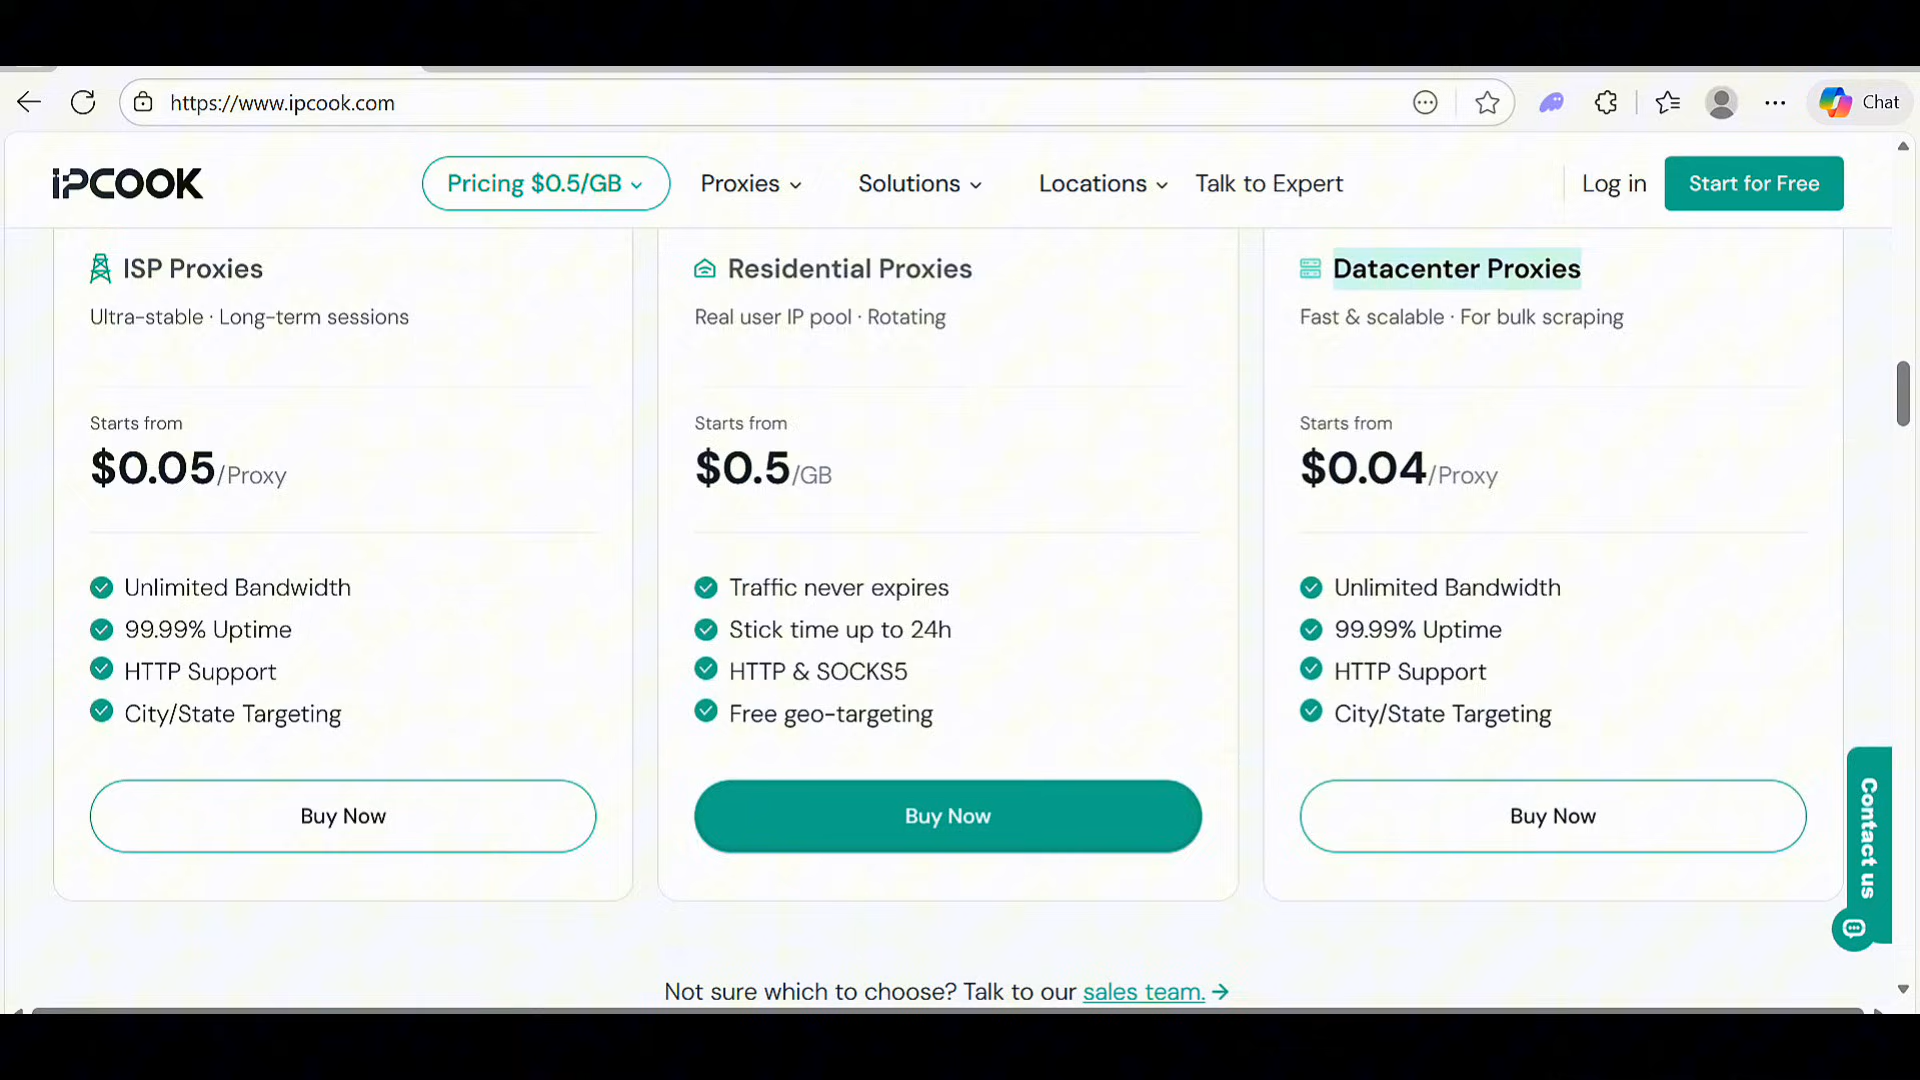 https://www.ipcook.com
Chat
IPCOOK
Pricing $0.5/GB
Proxies
Solutions
Locations
Talk to Expert
Log in
Start for Free
ISP Proxies
Ultra-stable · Long-term sessions
Starts from
$0.05/Proxy
Unlimited Bandwidth
99.99% Uptime
HTTP Support
City/State Targeting
Buy Now
Residential Proxies
Real user IP pool · Rotating
Starts from
$0.5/GB
Traffic never expires
Stick time up to 24h
HTTP & SOCKS5
Free geo-targeting
Buy Now
Datacenter Proxies
Fast & scalable · For bulk scraping
Starts from
$0.04/Proxy
Unlimited Bandwidth
99.99% Uptime
HTTP Support
City/State Targeting
Buy Now
Contact us
Not sure which to choose? Talk to our sales team. →